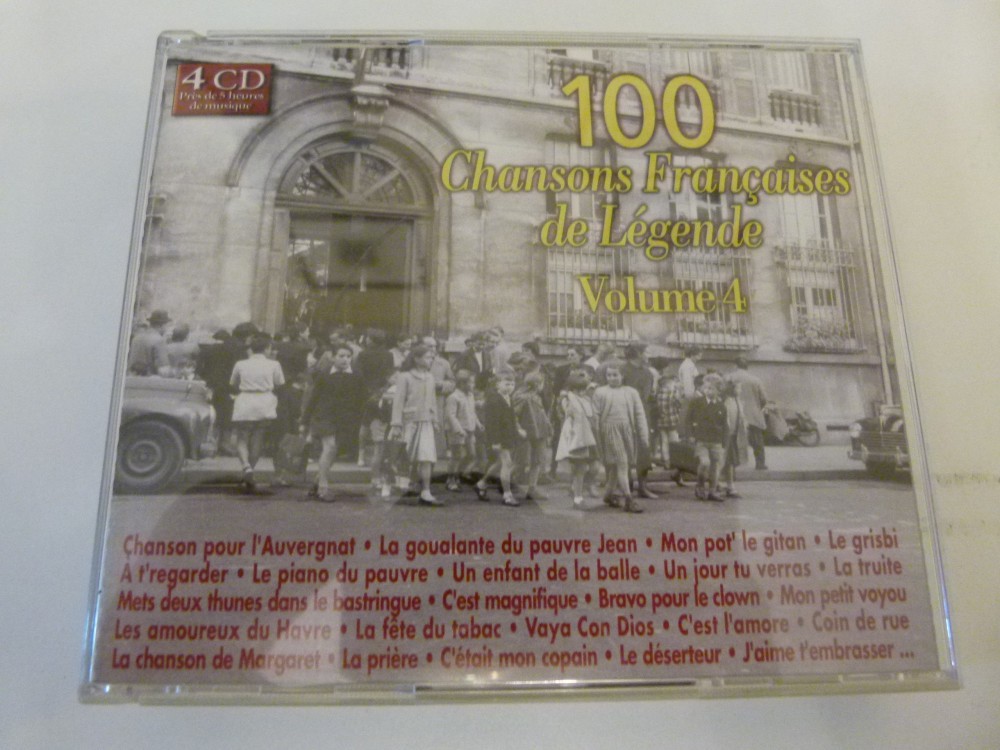 4 CD
Près de 5 heures
de musique
100
Chansons Françaises
de Légende
Volume 4
Chanson pour l'Auvergnat • La goualante du pauvre Jean • Mon pot' le gitan • Le grisbi
A t'regarder • Le piano du pauvre • Un enfant de la balle • Un jour tu verras • La truite
Mets deux thunes dans le bastringue • C'est magnifique • Bravo pour le clown • Mon petit voyou
Les amoureux du Havre • La fête du tabac • Vaya Con Dios • C'est l'amore • Coin de rue
La chanson de Margaret • La prière • C'était mon copain • Le déserteur • J'aime t'embrasser ...